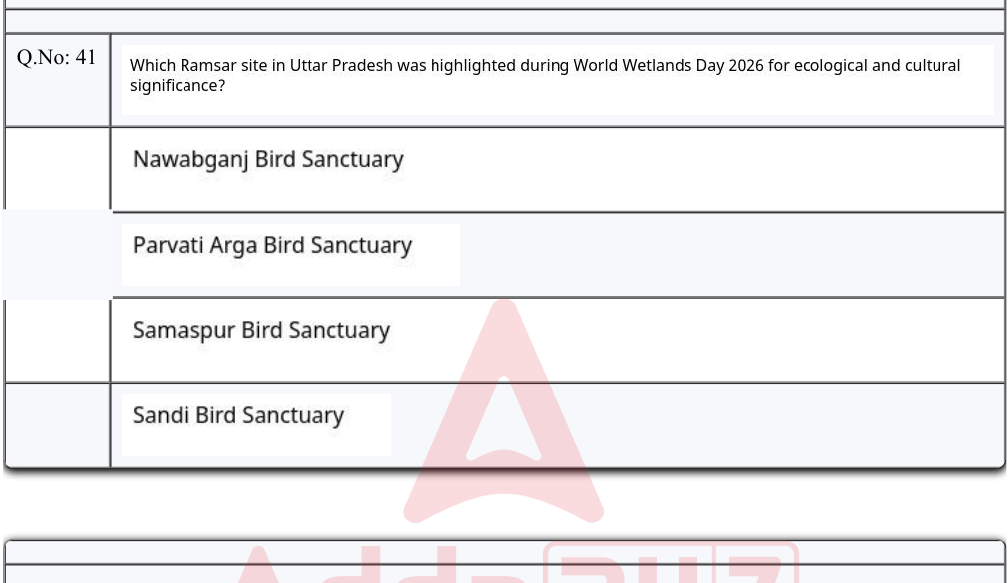 Q.No: 41
Which Ramsar site in Uttar Pradesh was highlighted during World Wetlands Day 2026 for ecological and cultural
significance?
Nawabganj Bird Sanctuary
Parvati Arga Bird Sanctuary
Samaspur Bird Sanctuary
Sandi Bird Sanctuary